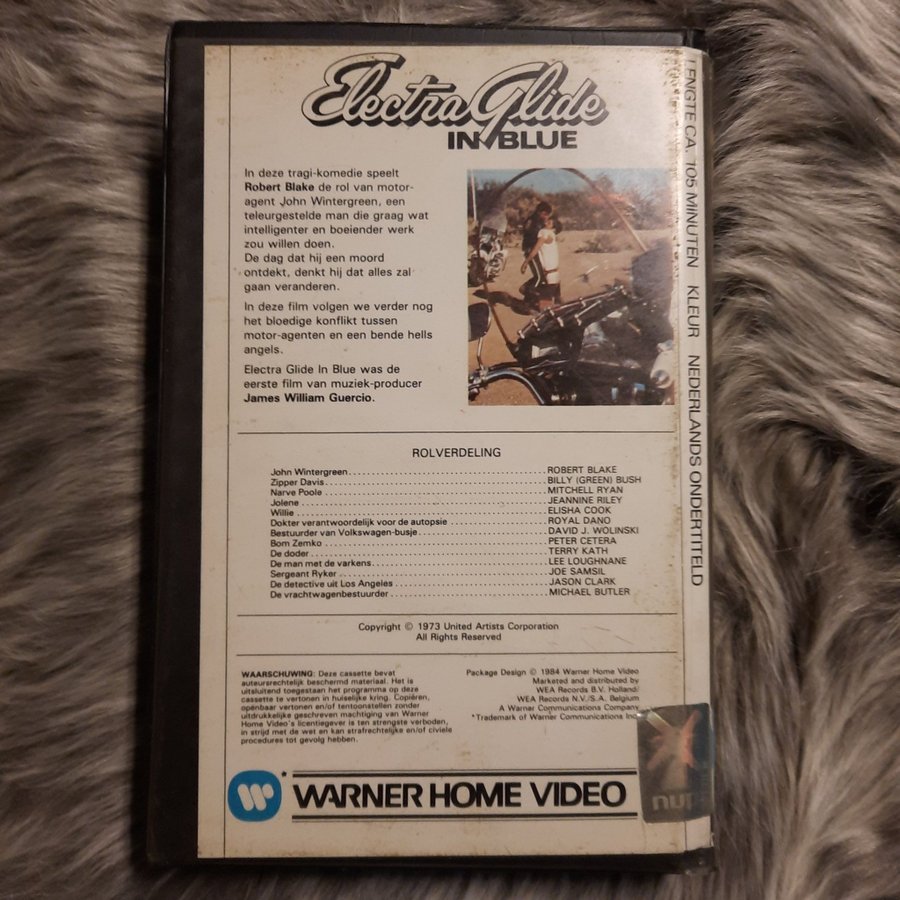 Electra Glide
IN BLUE
In deze tragi-komedie speelt
Robert Blake de rol van motor-
agent John Wintergreen, een
teleurgestelde man die graag wat
intelligenter en boeiender werk
zou willen doen.
De dag dat hij een moord
ontdekt, denkt hij dat alles zal
gaan veranderen.
In deze film volgen we verder nog
het bloedige konflikt tussen
motor-agenten en een bende hells
angels.
Electra Glide In Blue was de
eerste film van muziek-producer
James William Guercio.
ROLVERDELING
John Wintergreen ROBERT BLAKE
Zipper Davis BILLY (GREEN) BUSH
Narve Poole MITCHELL RYAN
Jolene JEANNINE RILEY
Willie ELISHA COOK
Dokter verantwoordelijk voor de autopsie ROYAL DANO
Bestuurder van Volkswagen-busje DAVID J. WOLINSKI
Bom Zemko PETER CETERA
De doder TERRY KATH
De man met de varkens LEE LOUGHNANE
Sergeant Ryker JOE SAMSIL
De detective uit Los Angeles JASON CLARK
De vrachtwagenbestuurder MICHAEL BUTLER
Copyright © 1973 United Artists Corporation
All Rights Reserved
WAARSCHUWING: Deze cassette bevat
auteursrechtelijk beschermd materiaal. Het is
uitsluitend toegestaan het programma op deze
cassette te vertonen in huiselijke kring. Copiëren,
openbaar vertonen en/of tentoonstellen zonder
uitdrukkelijke geschreven machtiging van Warner
Home Video's licentiegever is ten strengste verboden,
in strijd met de wet en kan strafrechtelijke en/of civiele
procedures tot gevolg hebben.
Package Design © 1984 Warner Home Video
Marketed and distributed by
WEA Records B.V. Holland/
WEA Records N.V./S.A. Belgium
A Warner Communications Company
*Trademark of Warner Communications Inc.
* WARNER HOME VIDEO
LENGTE CA. 105 MINUTEN KLEUR NEDERLANDS ONDERTITELD